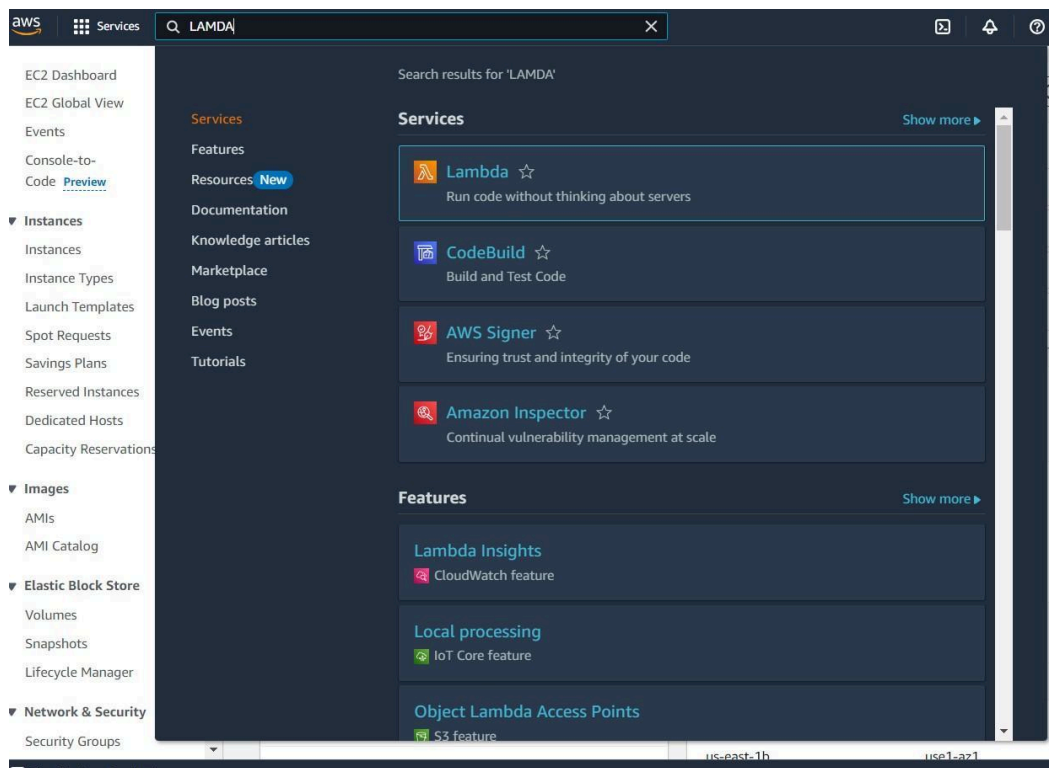 aws
Services
LAMDA
EC2 Dashboard
EC2 Global View
Events
Console-to-
Code Preview
Instances
Instances
Instance Types
Launch Templates
Spot Requests
Savings Plans
Reserved Instances
Dedicated Hosts
Capacity Reservations
Images
AMIs
AMI Catalog
Elastic Block Store
Volumes
Snapshots
Lifecycle Manager
Network & Security
Security Groups
Search results for 'LAMDA'
Services
Features
Resources New
Documentation
Knowledge articles
Marketplace
Blog posts
Events
Tutorials
Services
Show more
Lambda
Run code without thinking about servers
CodeBuild
Build and Test Code
AWS Signer
Ensuring trust and integrity of your code
Amazon Inspector
Continual vulnerability management at scale
Features
Show more
Lambda Insights
CloudWatch feature
Local processing
IoT Core feature
Object Lambda Access Points
S3 feature
us-east-1b
use1-az1